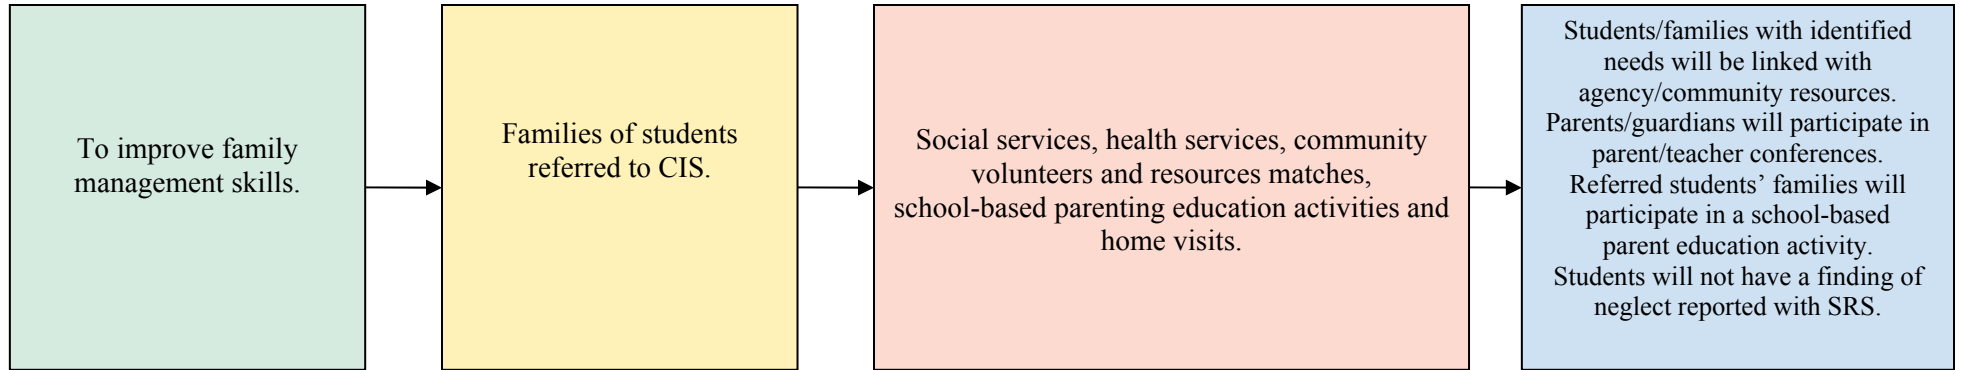 To improve family
management skills.
Families of students
referred to CIS.
Social services, health services, community
volunteers and resources matches,
school-based parenting education activities and
home visits.
Students/families with identified
needs will be linked with
agency/community resources.
Parents/guardians will participate in
parent/teacher conferences.
Referred students’ families will
participate in a school-based
parent education activity.
Students will not have a finding of
neglect reported with SRS.